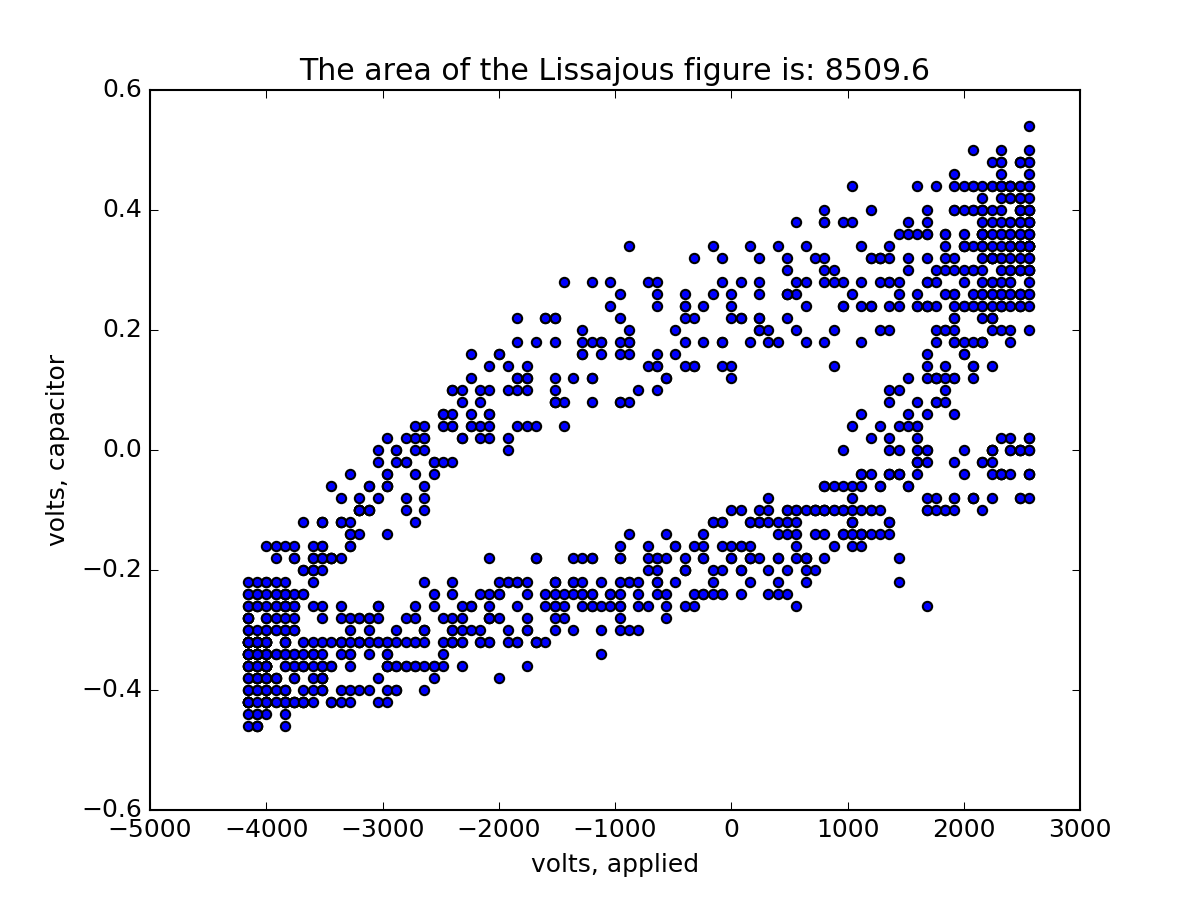 The area of the Lissajous figure is: 8509.6
0.6
0.4
0.2
0.0
−0.2
−0.4
−0.6
volts, capacitor
−5000 −4000 −3000 −2000 −1000 0 1000 2000 3000
volts, applied